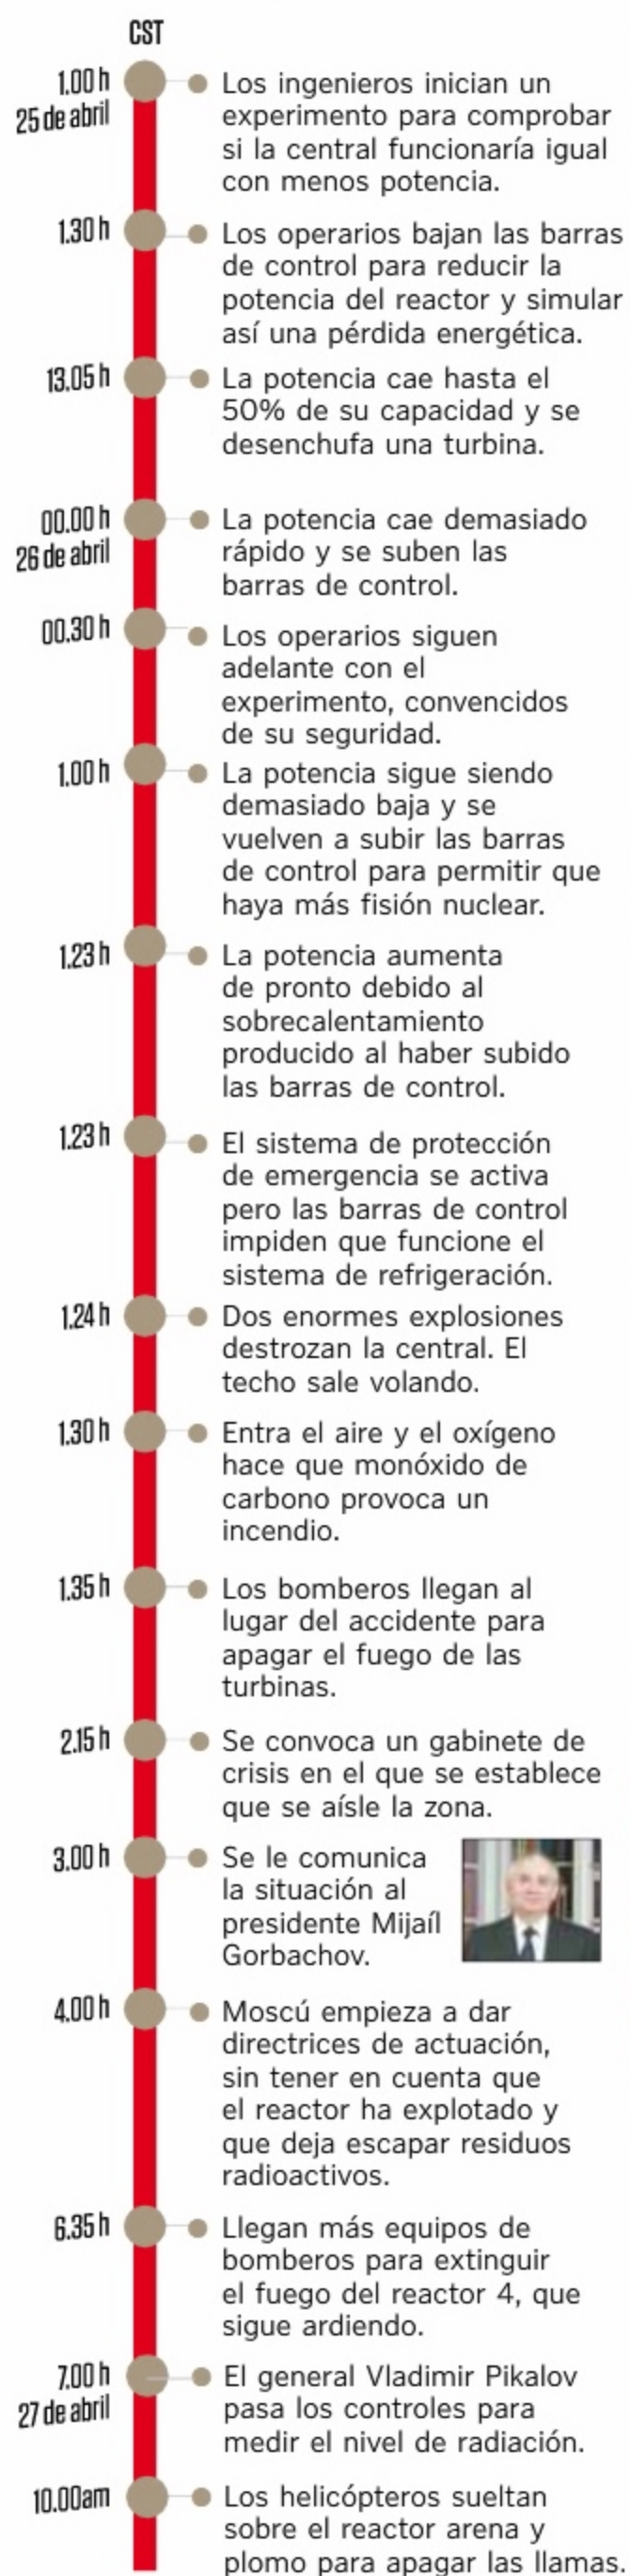 CST
1.00 h
25 de abril
Los ingenieros inician un
experimento para comprobar
si la central funcionaría igual
con menos potencia.
1.30 h
Los operarios bajan las barras
de control para reducir la
potencia del reactor y simular
así una pérdida energética.
13.05 h
La potencia cae hasta el
50% de su capacidad y se
desenchufa una turbina.
00.00 h
26 de abril
La potencia cae demasiado
rápido y se suben las
barras de control.
00.30 h
Los operarios siguen
adelante con el
experimento, convencidos
de su seguridad.
1.00 h
La potencia sigue siendo
demasiado baja y se
vuelven a subir las barras
de control para permitir que
haya más fisión nuclear.
1.23 h
La potencia aumenta
de pronto debido al
sobrecalentamiento
producido al haber subido
las barras de control.
1.23 h
El sistema de protección
de emergencia se activa
pero las barras de control
impiden que funcione el
sistema de refrigeración.
1.24 h
Dos enormes explosiones
destrozan la central. El
techo sale volando.
1.30 h
Entra el aire y el oxígeno
hace que monóxido de
carbono provoca un
incendio.
1.35 h
Los bomberos llegan al
lugar del accidente para
apagar el fuego de las
turbinas.
2.15 h
Se convoca un gabinete de
crisis en el que se establece
que se aísle la zona.
3.00 h
Se le comunica
la situación al
presidente Mijaíl
Gorbachov.
4.00 h
Moscú empieza a dar
directrices de actuación,
sin tener en cuenta que
el reactor ha explotado y
que deja escapar residuos
radioactivos.
6.35 h
Llegan más equipos de
bomberos para extinguir
el fuego del reactor 4, que
sigue ardiendo.
7.00 h
27 de abril
El general Vladimir Pikalov
pasa los controles para
medir el nivel de radiación.
10.00am
Los helicópteros sueltan
sobre el reactor arena y
plomo para apagar las llamas.